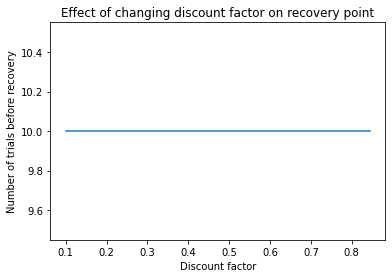 Effect of changing discount factor on recovery point
Number of trials before recovery
10.4
10.2
10.0
9.8
9.6
0.1 0.2 0.3 0.4 0.5 0.6 0.7 0.8
Discount factor